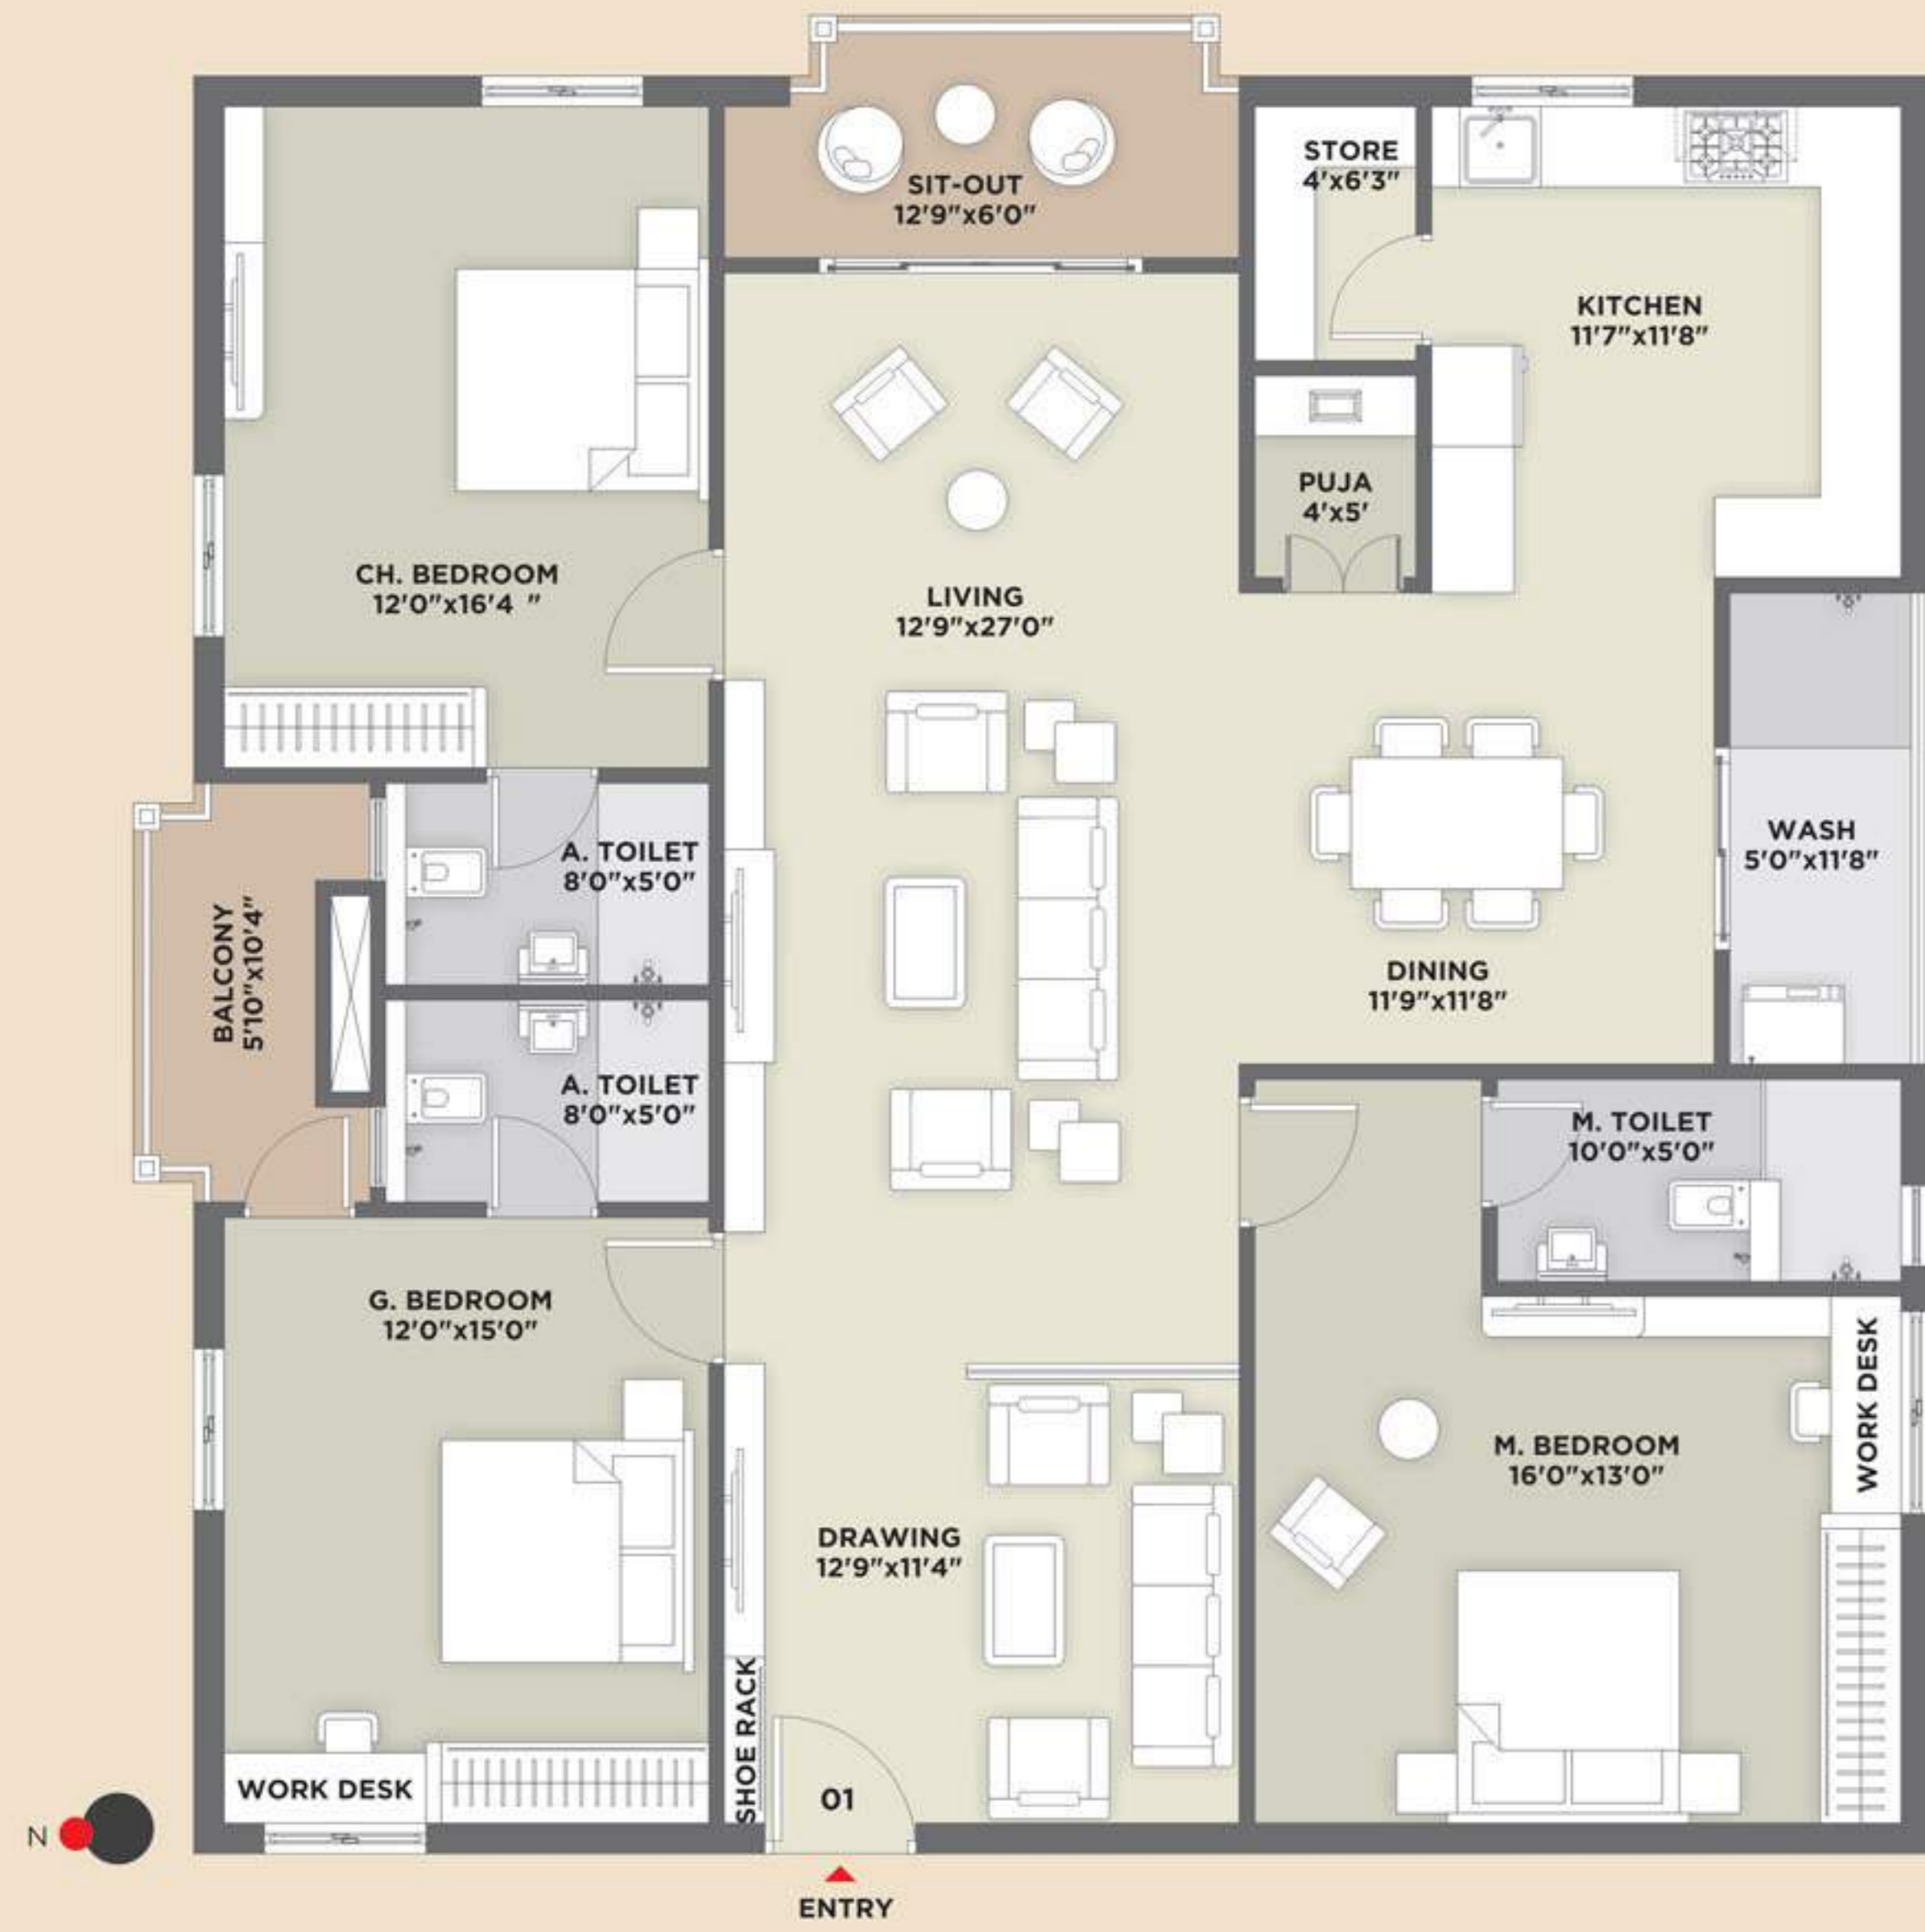 SIT-OUT
12'9"x6'0"
STORE
4'x6'3"
KITCHEN
11'7"x11'8"
PUJA
4'x5'
CH. BEDROOM
12'0"x16'4 "
LIVING
12'9"x27'0"
WASH
5'0"x11'8"
A. TOILET
8'0"x5'0"
BALCONY
5'10"x10'4"
DINING
11'9"x11'8"
A. TOILET
8'0"x5'0"
M. TOILET
10'0"x5'0"
G. BEDROOM
12'0"x15'0"
WORK DESK
M. BEDROOM
16'0"x13'0"
DRAWING
12'9"x11'4"
SHOE RACK
WORK DESK
01
N
ENTRY